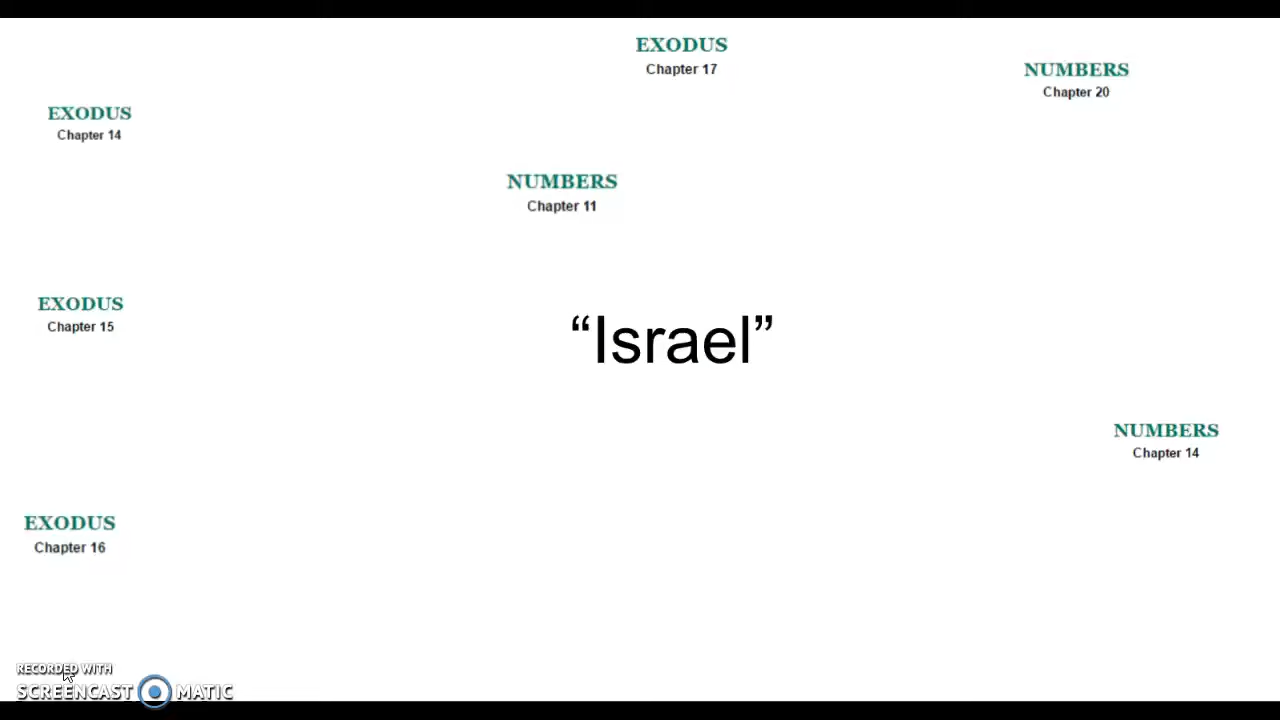 EXODUS
Chapter 17
NUMBERS
Chapter 20
EXODUS
Chapter 14
NUMBERS
Chapter 11
EXODUS
Chapter 15
“Israel”
NUMBERS
Chapter 14
EXODUS
Chapter 16
RECORDED WITH
SCREENCAST MATIC